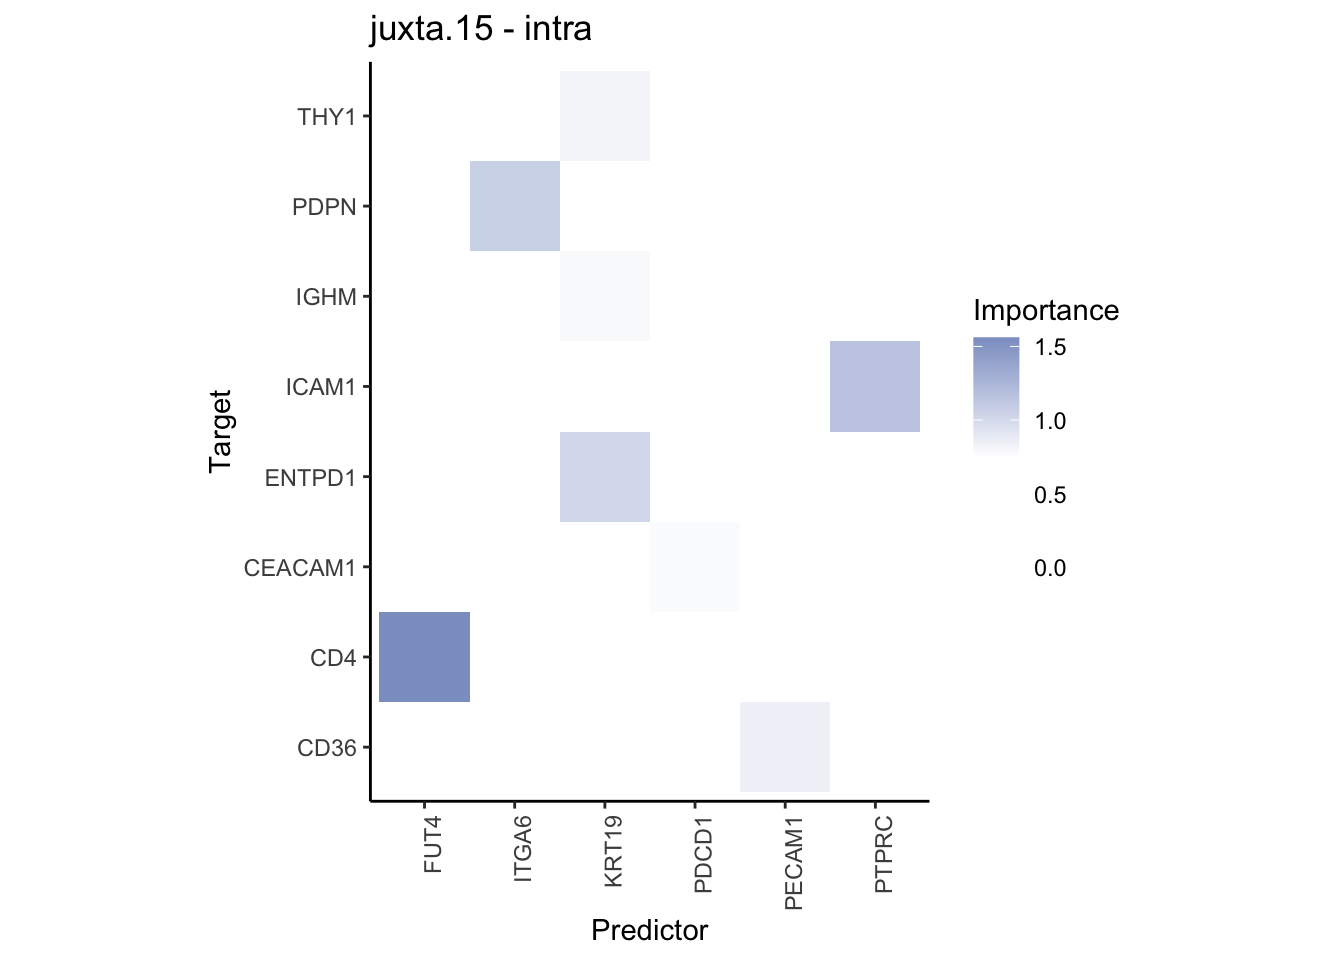 juxta.15 - intra
THY1
PDPN
IGHM
ICAM1
ENTPD1
CEACAM1
CD4
CD36
Target
FUT4
ITGA6
KRT19
PDCD1
PECAM1
PTPRC
Predictor
Importance
1.5
1.0
0.5
0.0